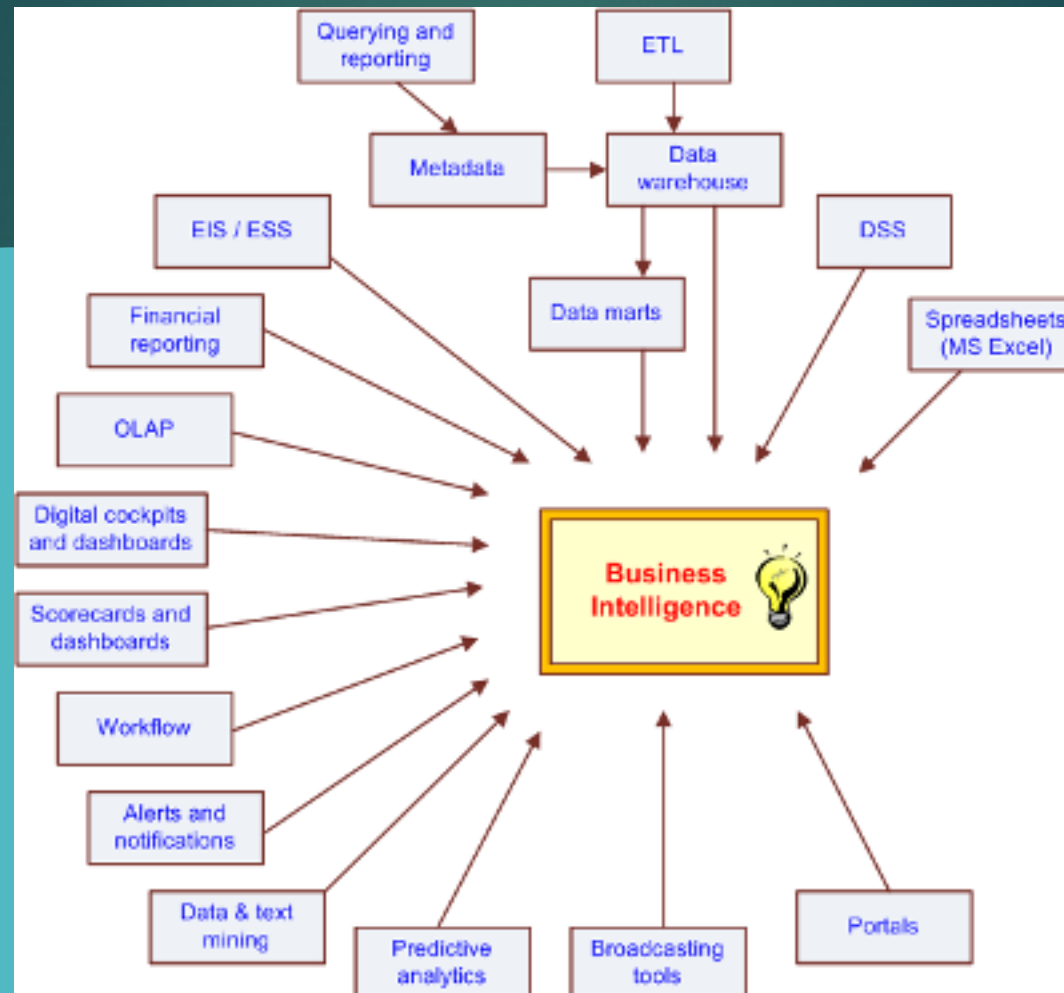 Querying and
reporting
ETL
Metadata
Data
warehouse
EIS / ESS
DSS
Data marts
Financial
reporting
Spreadsheets
(MS Excel)
OLAP
Digital cockpits
and dashboards
Business
Intelligence
Scorecards and
dashboards
Workflow
Alerts and
notifications
Data & text
mining
Predictive
analytics
Broadcasting
tools
Portals